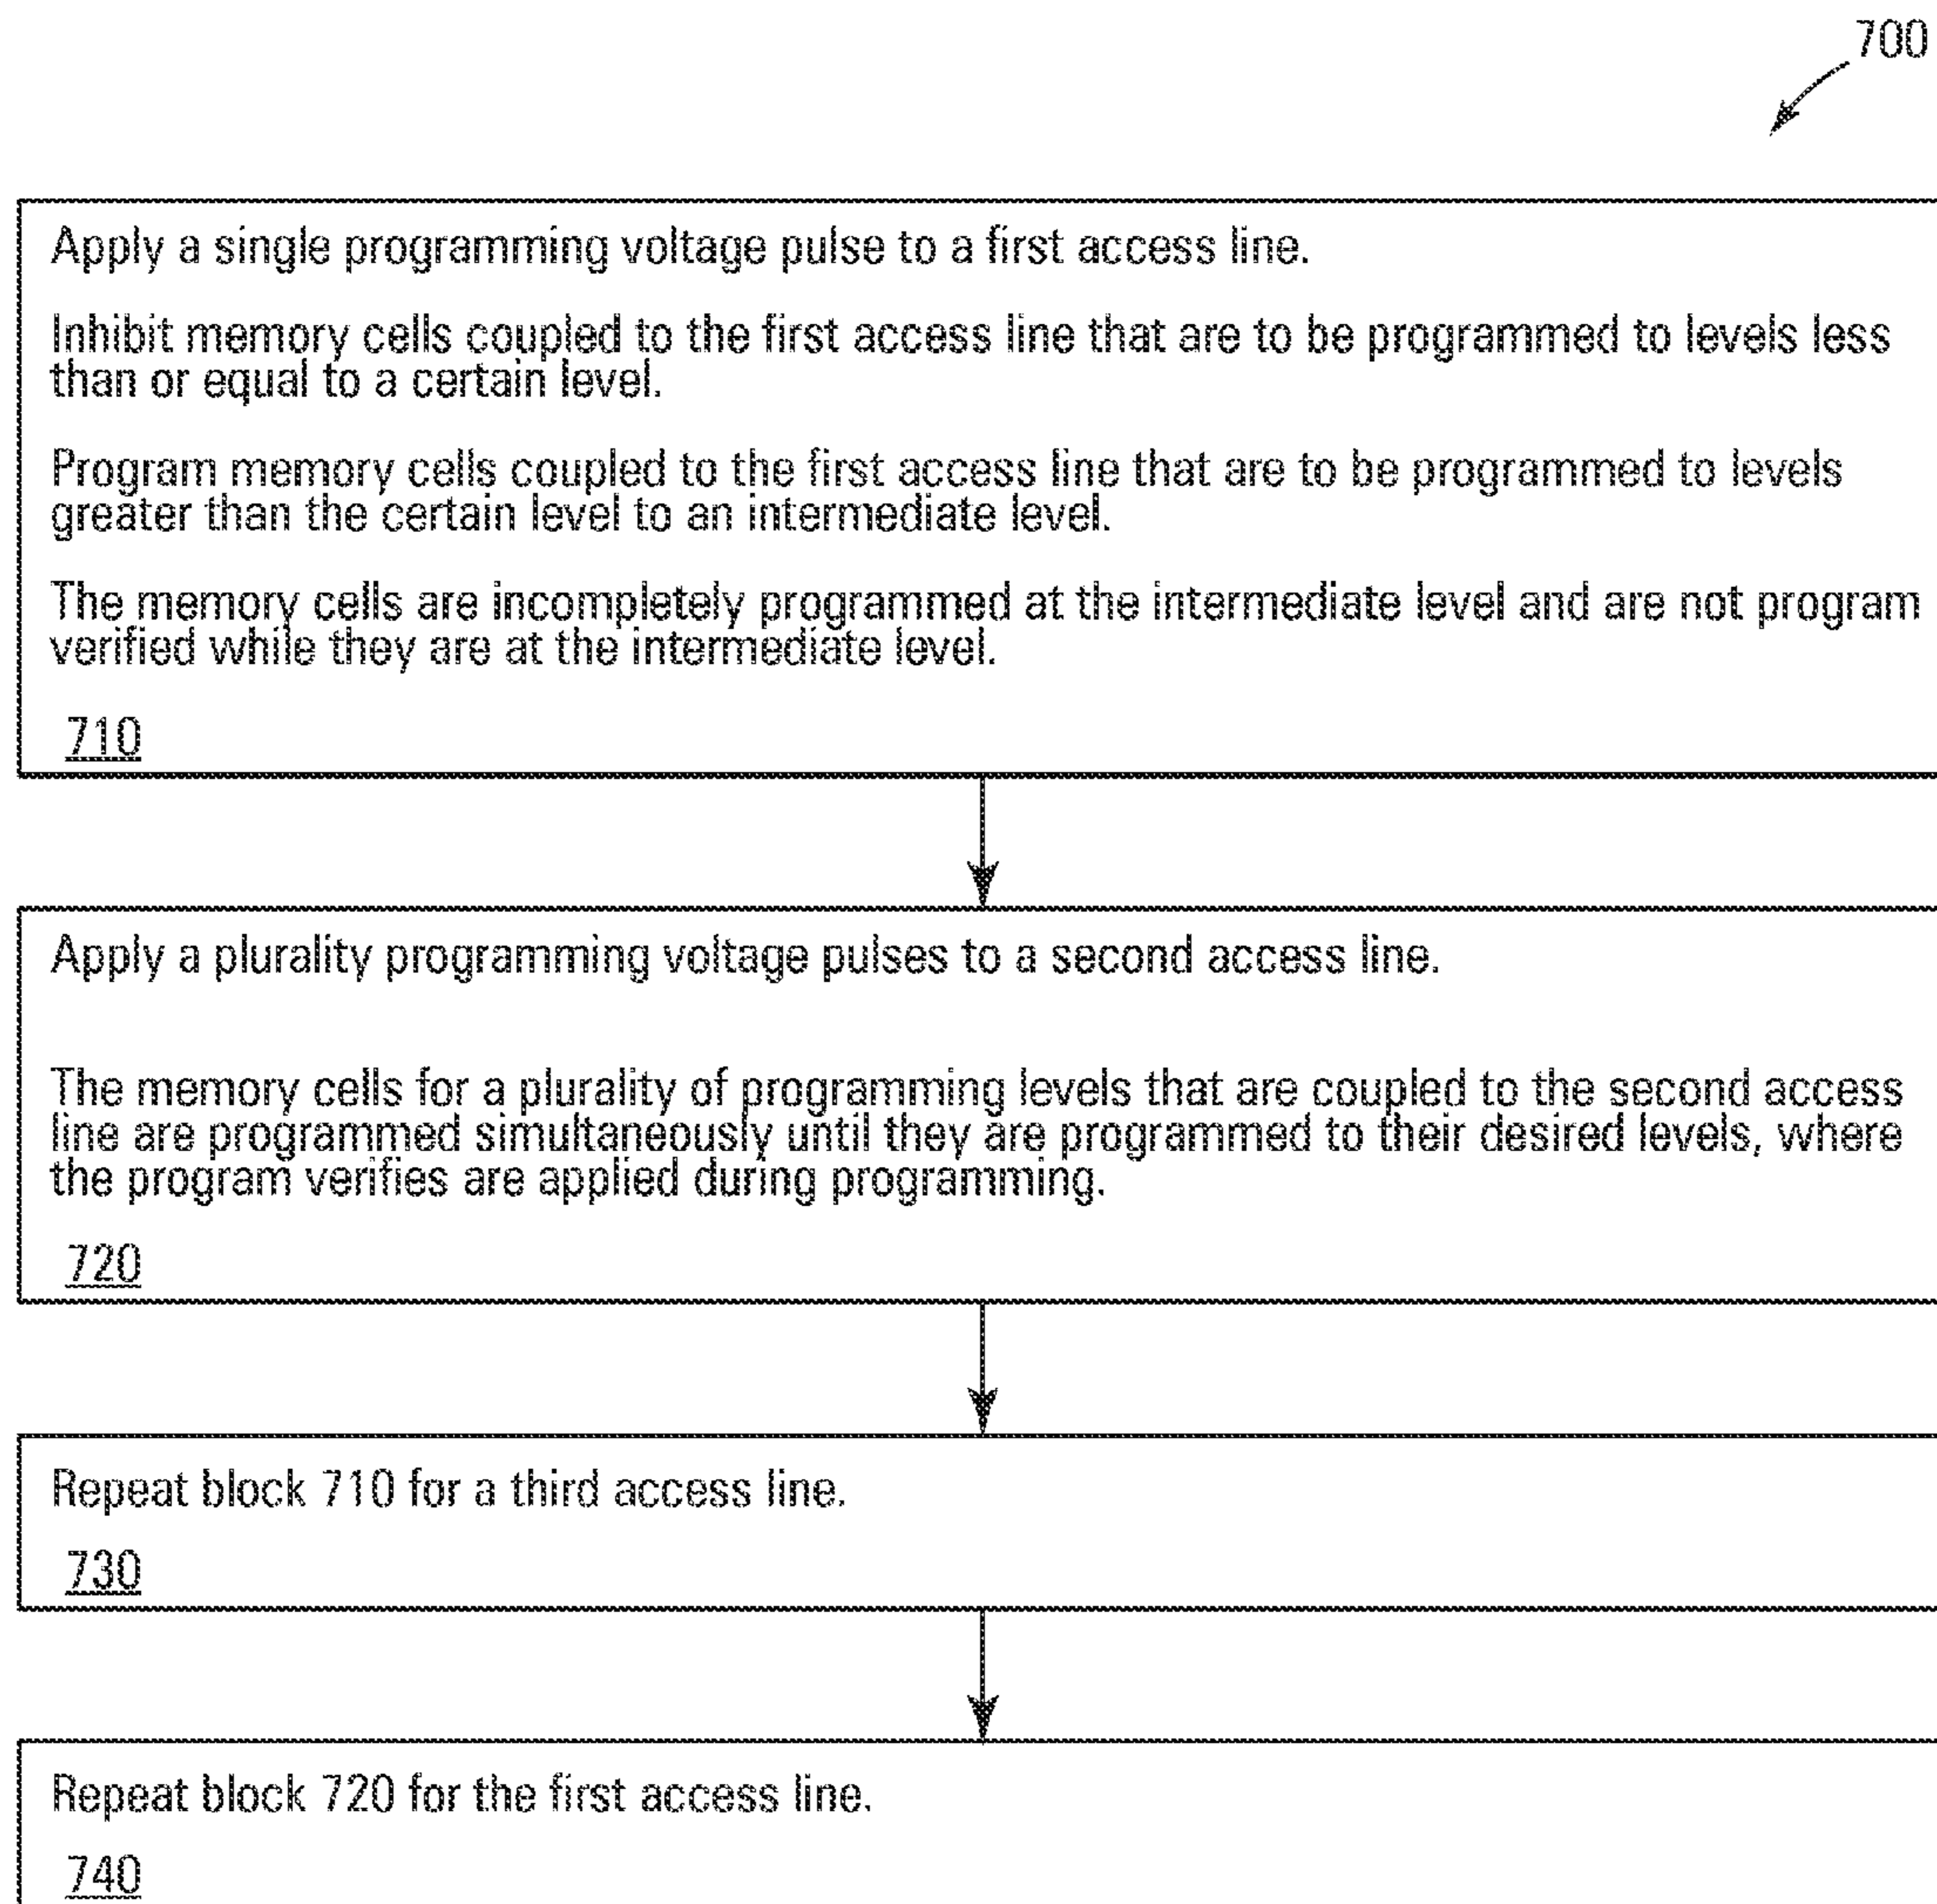 700
Apply a single programming voltage pulse to a first access line.
Inhibit memory cells coupled to the first access line that are to be programmed to levels less
than or equal to a certain level.
Program memory cells coupled to the first access line that are to be programmed to levels
greater than the certain level to an intermediate level.
The memory cells are incompletely programmed at the intermediate level and are not program
verified while they are at the intermediate level.
710
Apply a plurality programming voltage pulses to a second access line.
The memory cells for a plurality of programming levels that are coupled to the second access
line are programmed simultaneously until they are programmed to their desired levels, where
the program verifies are applied during programming.
720
Repeat block 710 for a third access line.
730
Repeat block 720 for the first access line.
740